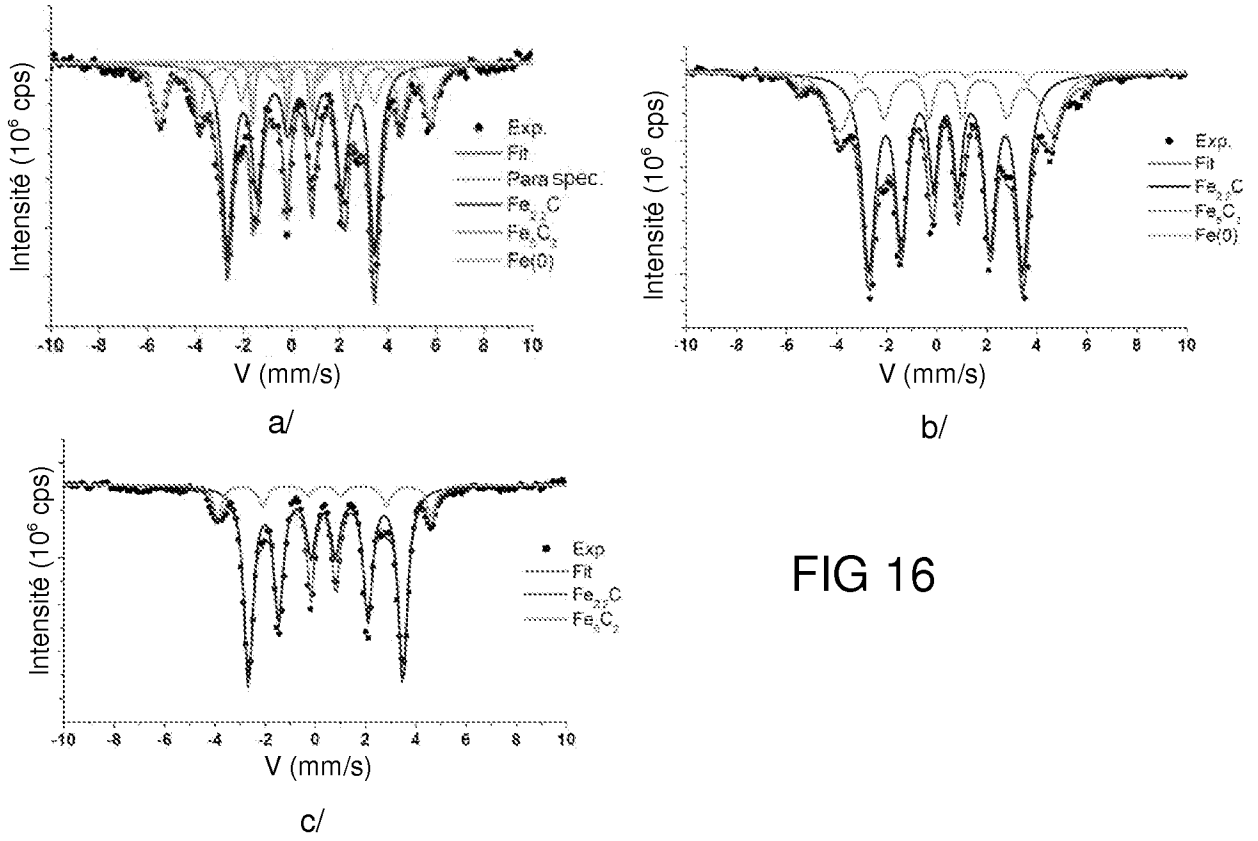 Intensité (10⁶ cps)
Exp.
Fit
Para spec.
Fe₂.₂C
Fe₅C₂
Fe(0)
-10 -8 -6 -4 -2 0 2 4 6 8 10
V (mm/s)
a/
Intensité (10⁶ cps)
Exp.
Fit
Fe₂.₂C
Fe₅C₂
Fe(0)
-10 -8 -6 -4 -2 0 2 4 6 8 10
V (mm/s)
b/
Intensité (10⁶ cps)
Exp
Fit
Fe₂.₂C
Fe₅C₂
-10 -8 -6 -4 -2 0 2 4 6 8 10
V (mm/s)
c/
FIG 16